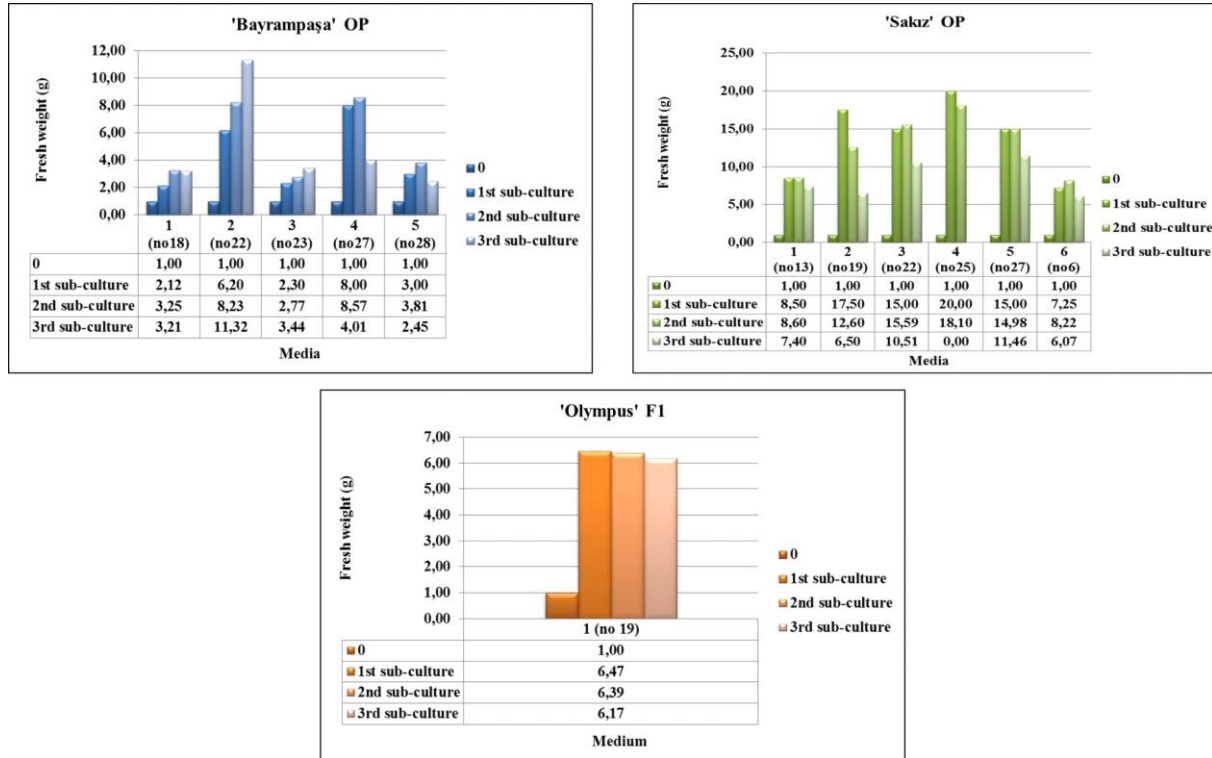 'Bayrampaşa' OP
Fresh weight (g)
12,00
10,00
8,00
6,00
4,00
2,00
0,00
0
1st sub-culture
2nd sub-culture
3rd sub-culture
1 2 3 4 5
(no18) (no22) (no23) (no27) (no28)
0 1,00 1,00 1,00 1,00 1,00
1st sub-culture 2,12 6,20 2,30 8,00 3,00
2nd sub-culture 3,25 8,23 2,77 8,57 3,81
3rd sub-culture 3,21 11,32 3,44 4,01 2,45
Media
'Sakız' OP
Fresh weight (g)
25,00
20,00
15,00
10,00
5,00
0,00
0
1st sub-culture
2nd sub-culture
3rd sub-culture
1 2 3 4 5 6
(no13) (no19) (no22) (no25) (no27) (no6)
0 1,00 1,00 1,00 1,00 1,00 1,00
1st sub-culture 8,50 17,50 15,00 20,00 15,00 7,25
2nd sub-culture 8,60 12,60 15,59 18,10 14,98 8,22
3rd sub-culture 7,40 6,50 10,51 0,00 11,46 6,07
Media
'Olympus' F1
Fresh weight (g)
7,00
6,00
5,00
4,00
3,00
2,00
1,00
0,00
0
1st sub-culture
2nd sub-culture
3rd sub-culture
1 (no 19)
0 1,00
1st sub-culture 6,47
2nd sub-culture 6,39
3rd sub-culture 6,17
Medium